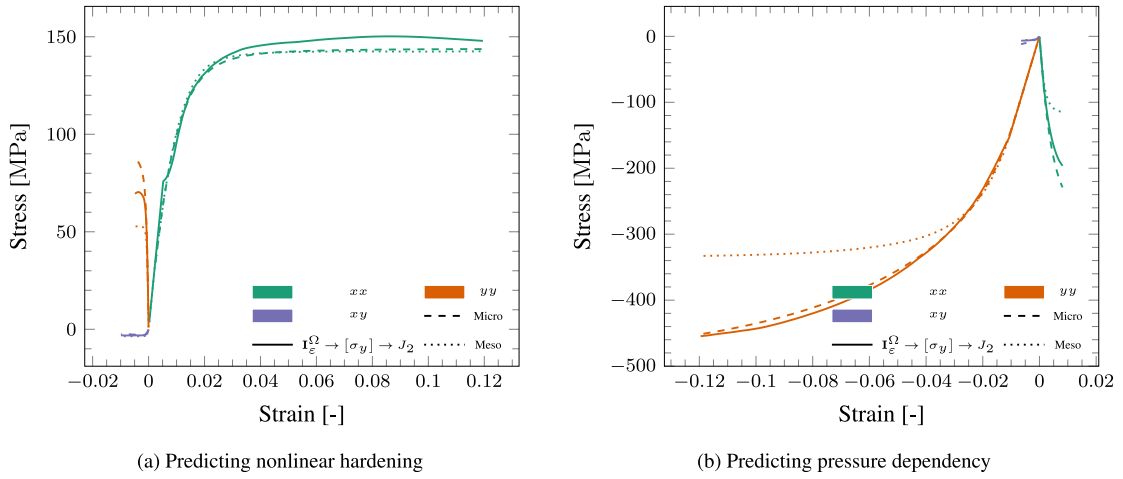 150
100
50
0
−0.02
0
0.02
0.04
0.06
0.08
0.1
0.12
Stress [MPa]
Strain [-]
xx
yy
xy
Micro
I_ε^Ω → [σ_y] → J_2
Meso
(a) Predicting nonlinear hardening
0
−100
−200
−300
−400
−500
−0.12
−0.1
−0.08
−0.06
−0.04
−0.02
0
0.02
Stress [MPa]
Strain [-]
xx
yy
xy
Micro
I_ε^Ω → [σ_y] → J_2
Meso
(b) Predicting pressure dependency